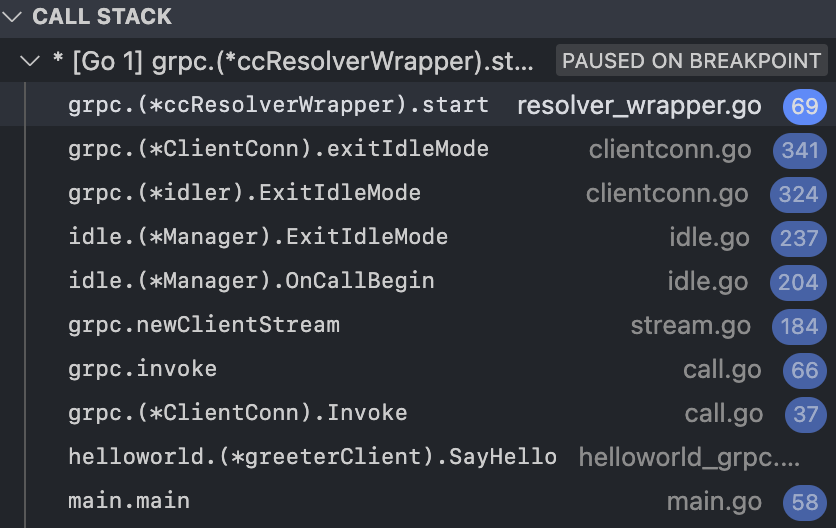 CALL STACK
* [Go 1] grpc.(*ccResolverWrapper).st... PAUSED ON BREAKPOINT
grpc.(*ccResolverWrapper).start resolver_wrapper.go 69
grpc.(*ClientConn).exitIdleMode clientconn.go 341
grpc.(*idler).ExitIdleMode clientconn.go 324
idle.(*Manager).ExitIdleMode idle.go 237
idle.(*Manager).OnCallBegin idle.go 204
grpc.newClientStream stream.go 184
grpc.invoke call.go 66
grpc.(*ClientConn).Invoke call.go 37
helloworld.(*greeterClient).SayHello helloworld_grpc....
main.main main.go 58